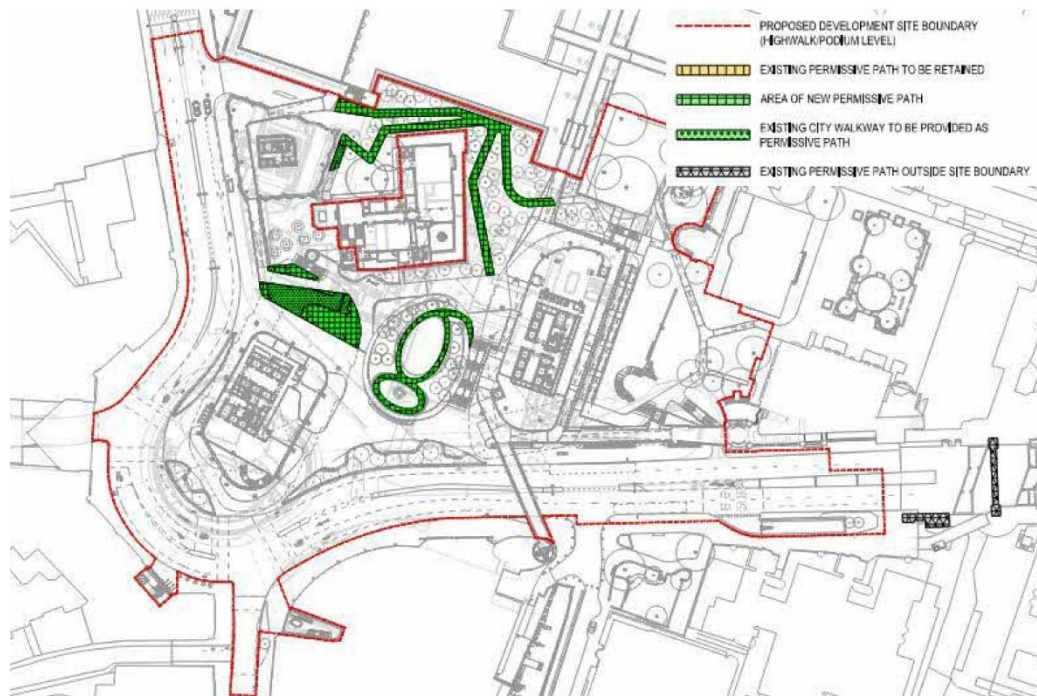 PROPOSED DEVELOPMENT SITE BOUNDARY
(HIGHWALK/PODIUM LEVEL)
EXISTING PERMISSIVE PATH TO BE RETAINED
AREA OF NEW PERMISSIVE PATH
EXISTING CITY WALKWAY TO BE PROVIDED AS
PERMISSIVE PATH
EXISTING PERMISSIVE PATH OUTSIDE SITE BOUNDARY